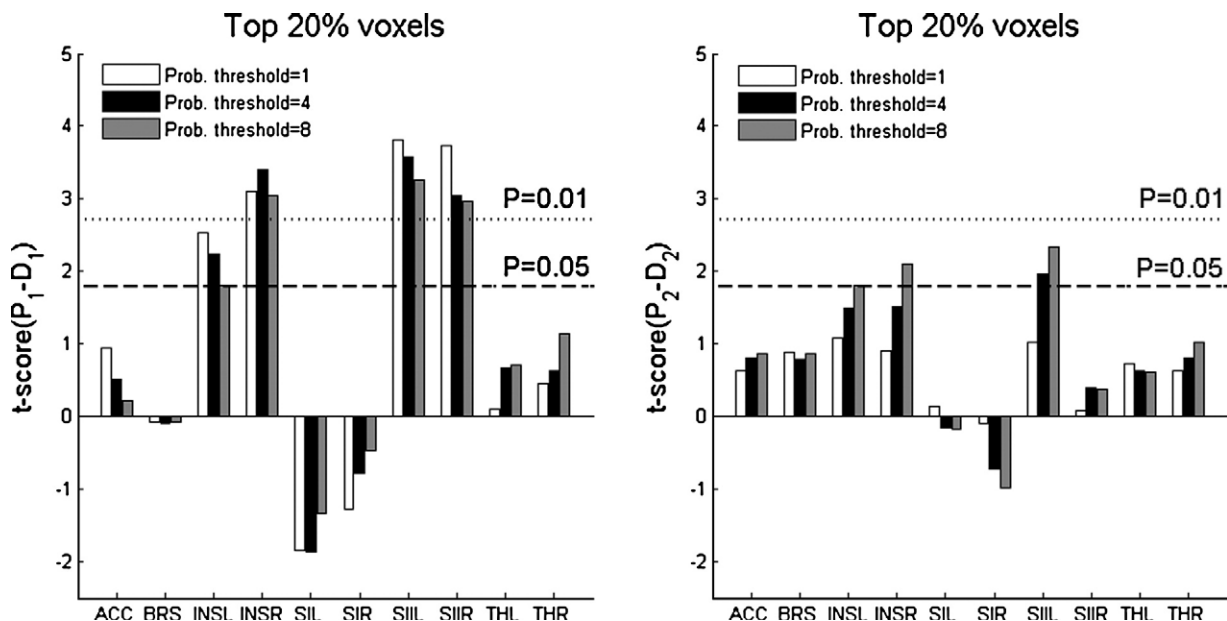 Top 20% voxels
t-score(P1-D1)
5
4
3
2
1
0
-1
-2
Prob. threshold=1
Prob. threshold=4
Prob. threshold=8
P=0.01
P=0.05
ACC BRS INSL INSR SIL SIR SIIL SIIR THL THR
Top 20% voxels
t-score(P2-D2)
5
4
3
2
1
0
-1
-2
Prob. threshold=1
Prob. threshold=4
Prob. threshold=8
P=0.01
P=0.05
ACC BRS INSL INSR SIL SIR SIIL SIIR THL THR